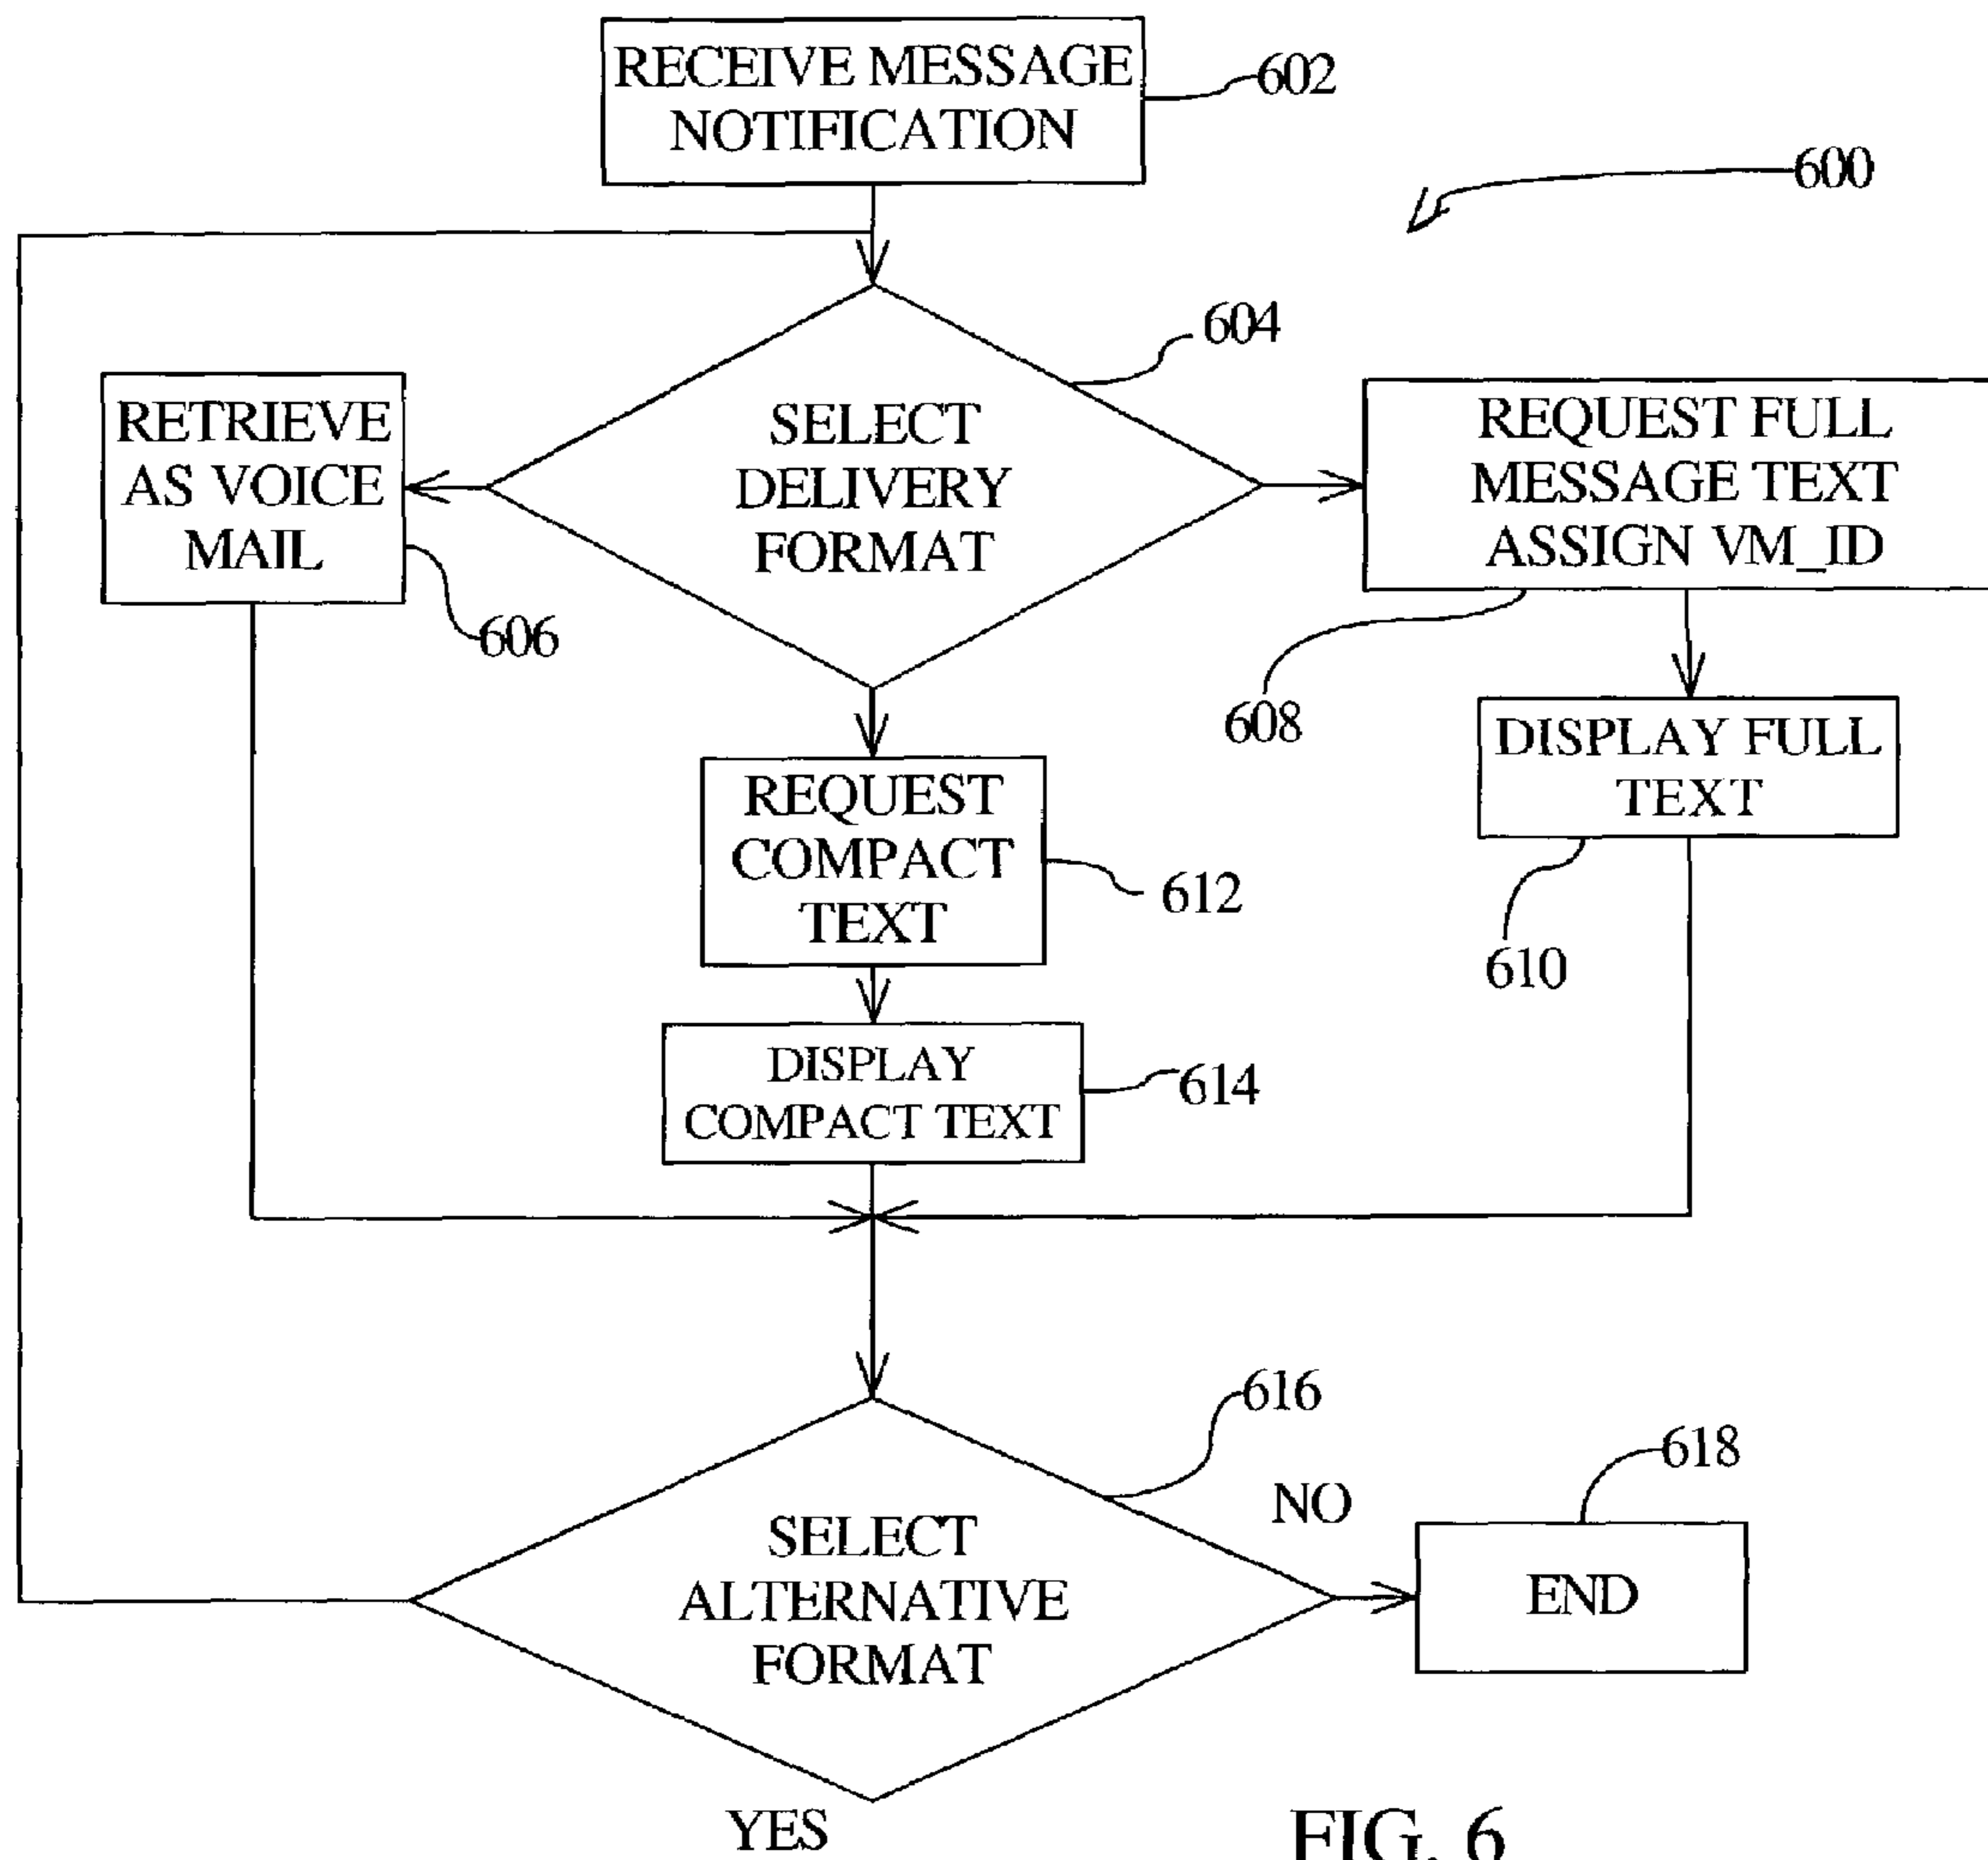 RECEIVE MESSAGE
NOTIFICATION
602
600
604
SELECT
DELIVERY
FORMAT
RETRIEVE
AS VOICE
MAIL
606
REQUEST FULL
MESSAGE TEXT
ASSIGN VM_ID
608
DISPLAY FULL
TEXT
610
REQUEST
COMPACT
TEXT
612
DISPLAY
COMPACT TEXT
614
616
SELECT
ALTERNATIVE
FORMAT
NO
618
END
YES
FIG. 6